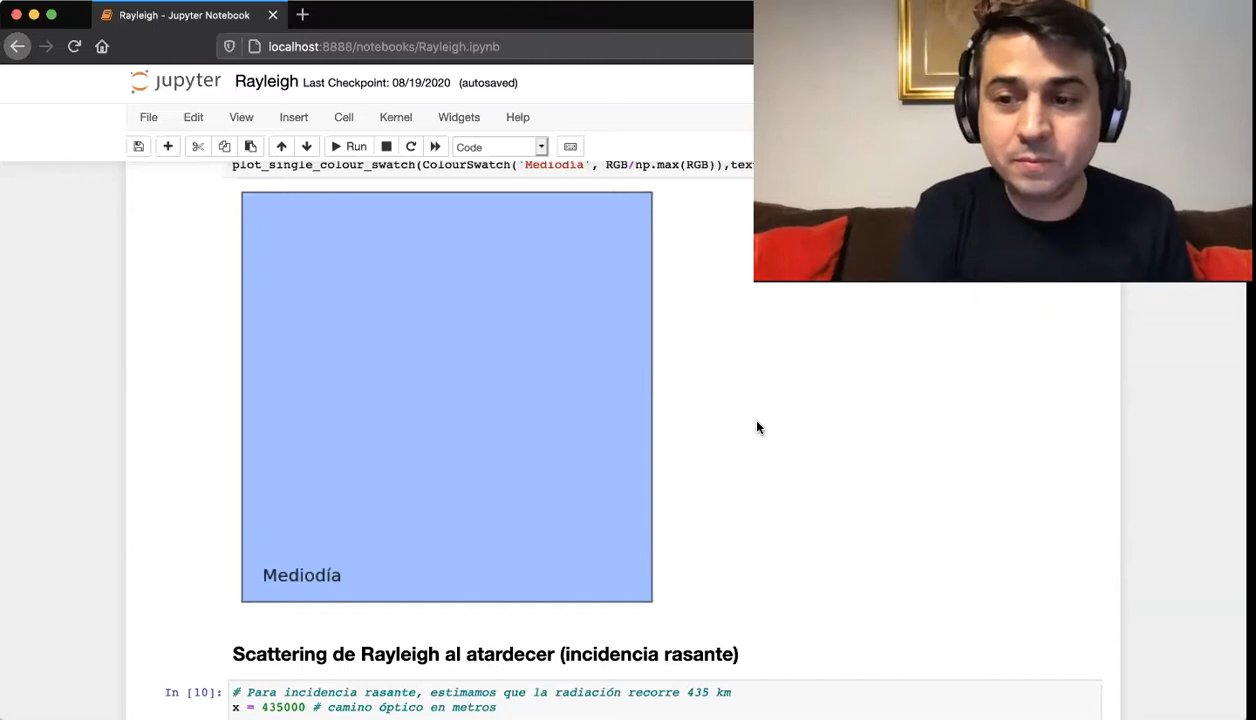 Rayleigh - Jupyter Notebook
localhost:8888/notebooks/Rayleigh.ipynb
jupyter Rayleigh Last Checkpoint: 08/19/2020 (autosaved)
File Edit View Insert Cell Kernel Widgets Help
Run Code
plot_single_colour_swatch(ColourSwatch('Mediodía', RGB/np.max(RGB)),tex
Mediodía
Scattering de Rayleigh al atardecer (incidencia rasante)
In [10]: # Para incidencia rasante, estimamos que la radiación recorre 435 km
x = 435000 # camino óptico en metros